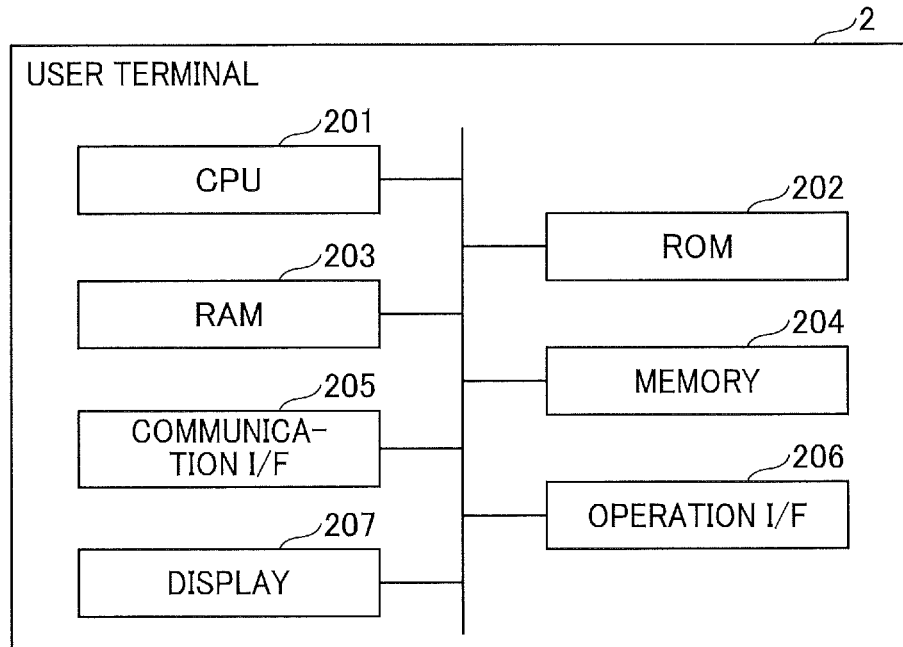 2
USER TERMINAL
201
CPU
202
ROM
203
RAM
204
MEMORY
205
COMMUNICA-
TION I/F
206
OPERATION I/F
207
DISPLAY